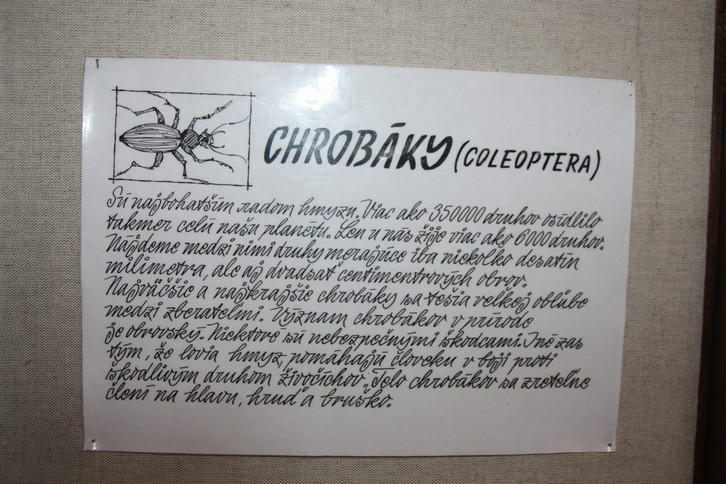 CHROBÁKY (COLEOPTERA)
Sú najbohatším radom hmyzu. Viac ako 350000 druhov osídlilo
takmer celú našu planétu. Len u nás žije viac ako 6000 druhov.
Nájdeme medzi nimi druhy merajúce iba niekoľko desatín
milimetra, ale aj dvadsať centimentrových obrov.
Najväčšie a najkrajšie chrobáky sa tešia veľkej obľube
medzi zberateľmi. Význam chrobákov v prírode
je obrovský. Niektoré sú nebezpečnými škodcami. Iné zas
tým, že lovia hmyz, pomáhajú človeku v boji proti
škodlivým druhom živočíchov. Telo chrobákov sa zreteľne
člení na hlavu, hruď a bruško.